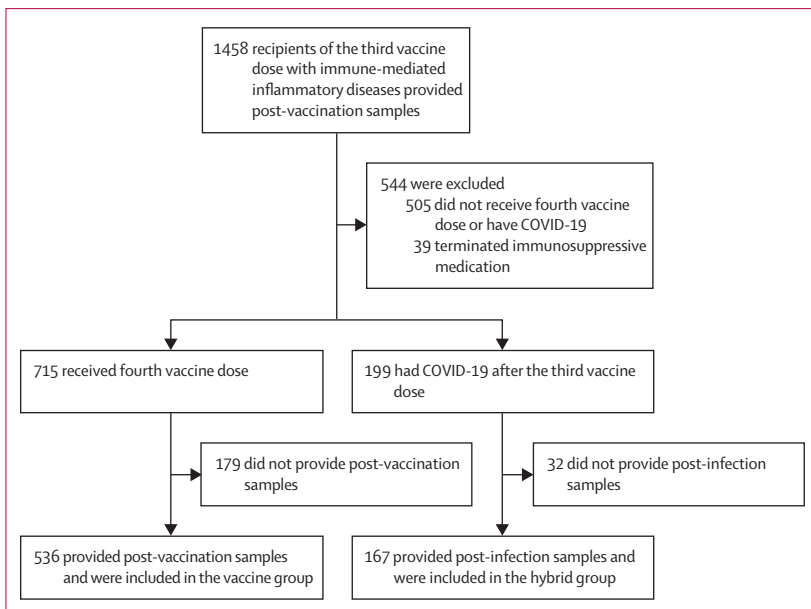 1458 recipients of the third vaccine
dose with immune-mediated
inflammatory diseases provided
post-vaccination samples
544 were excluded
505 did not receive fourth vaccine
dose or have COVID-19
39 terminated immunosuppressive
medication
715 received fourth vaccine dose
199 had COVID-19 after the third vaccine
dose
179 did not provide post-vaccination
samples
32 did not provide post-infection
samples
536 provided post-vaccination samples
and were included in the vaccine group
167 provided post-infection samples and
were included in the hybrid group